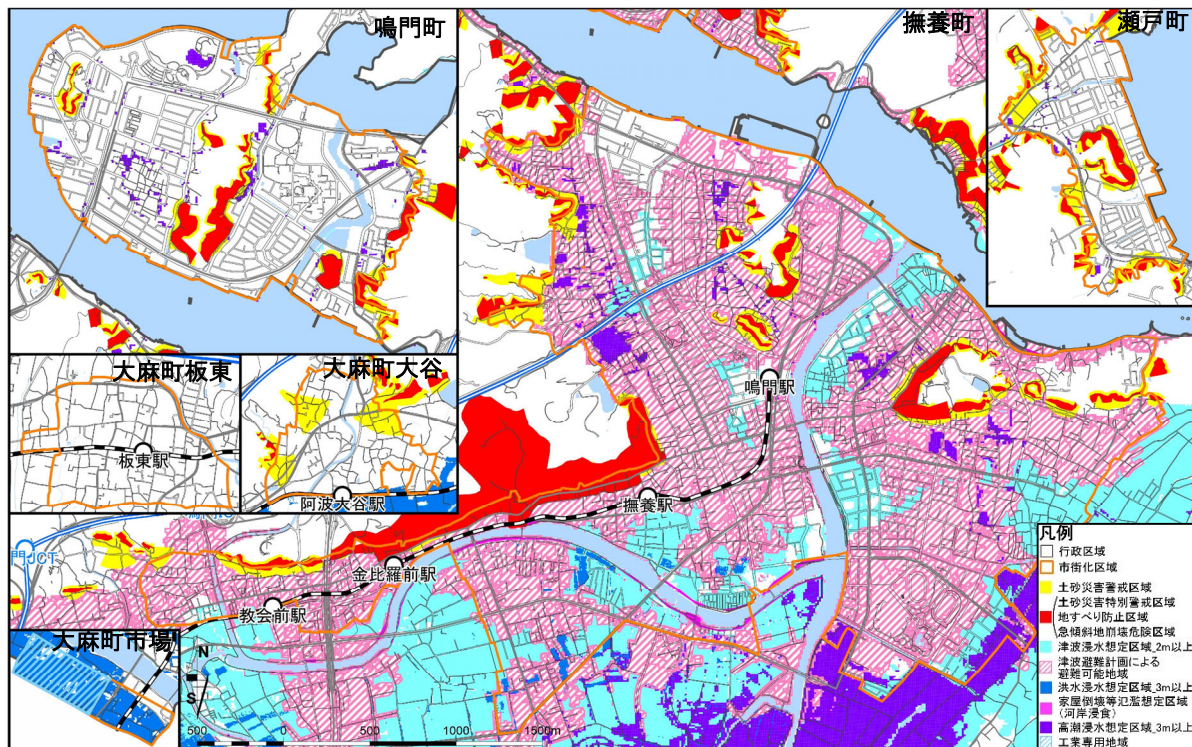 鳴門町
撫養町
瀬戸町
大麻町板東
大麻町大谷
板東駅
阿波大谷駅
鳴門駅
撫養駅
金比羅前駅
教会前駅
門JCT
大麻町市場
N
S
500
0
500
1000
1500m
凡例
行政区域
市街化区域
土砂災害警戒区域
土砂災害特別警戒区域
地すべり防止区域
急傾斜地崩壊危険区域
津波浸水想定区域_2m以上
津波避難計画による
避難可能地域
洪水浸水想定区域_3m以上
家屋倒壊等氾濫想定区域
(河岸浸食)
高潮浸水想定区域_3m以上
工業専用地域